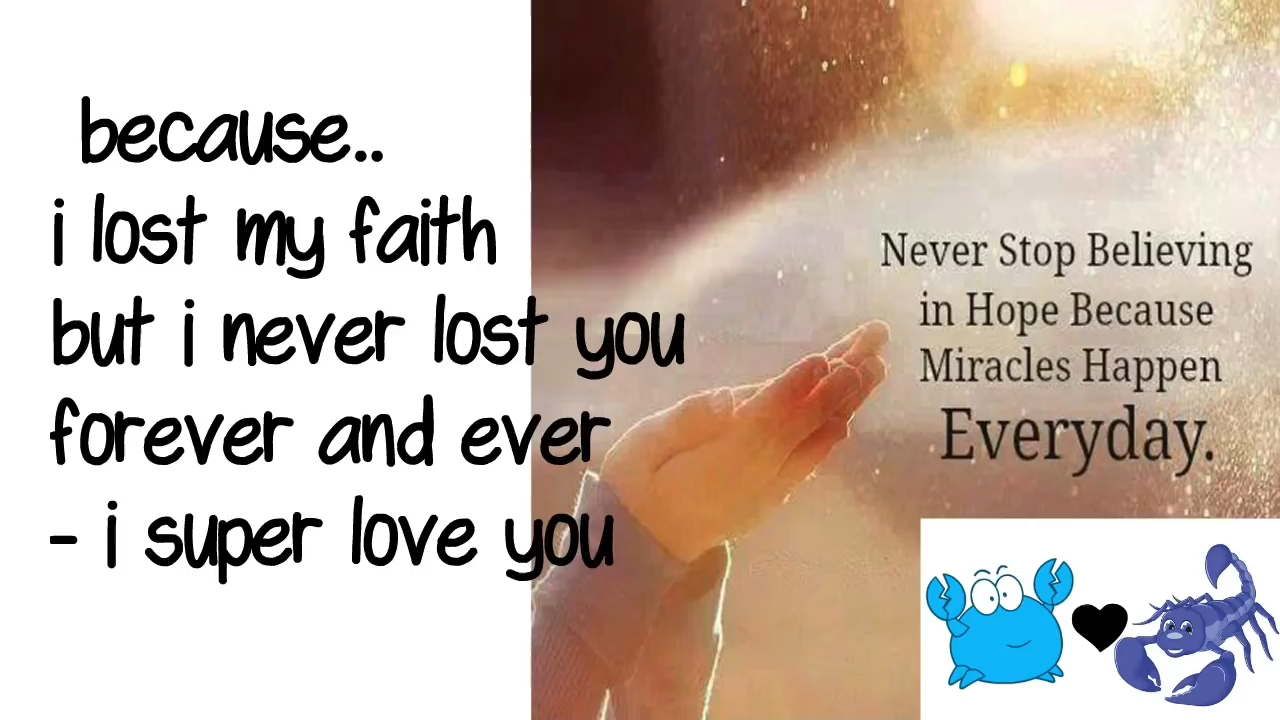 because..
i lost my faith
but i never lost you
forever and ever
- i super love you
Never Stop Believing
in Hope Because
Miracles Happen
Everyday.